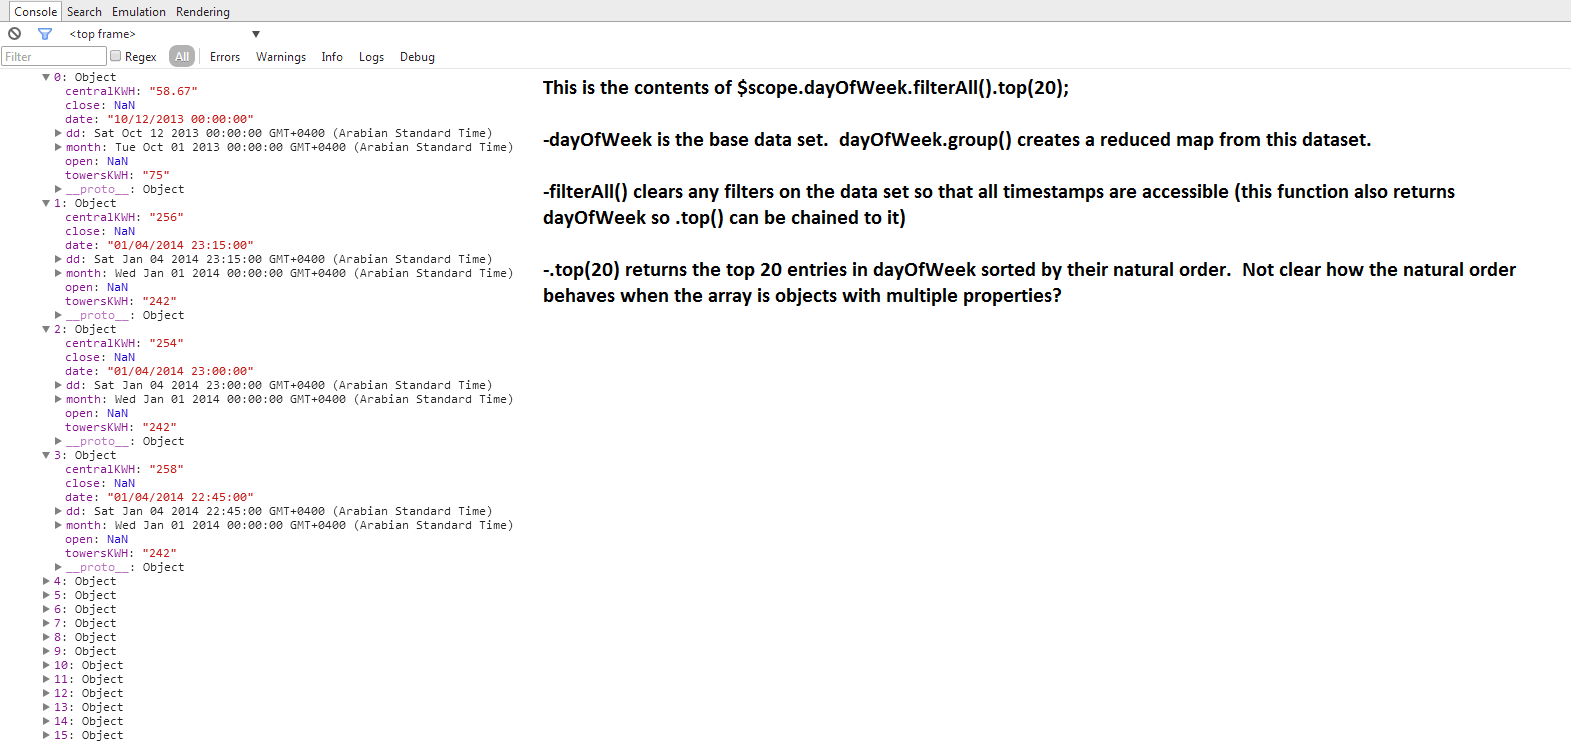 Console Search Emulation Rendering
<top frame> ▼
Filter Regex All Errors Warnings Info Logs Debug
▼ 0: Object
centralKWH: "58.67"
close: NaN
date: "10/12/2013 00:00:00"
▶ dd: Sat Oct 12 2013 00:00:00 GMT+0400 (Arabian Standard Time)
▶ month: Tue Oct 01 2013 00:00:00 GMT+0400 (Arabian Standard Time)
open: NaN
towersKWH: "75"
▶ __proto__: Object
▼ 1: Object
centralKWH: "256"
close: NaN
date: "01/04/2014 23:15:00"
▶ dd: Sat Jan 04 2014 23:15:00 GMT+0400 (Arabian Standard Time)
▶ month: Wed Jan 01 2014 00:00:00 GMT+0400 (Arabian Standard Time)
open: NaN
towersKWH: "242"
▶ __proto__: Object
▼ 2: Object
centralKWH: "254"
close: NaN
date: "01/04/2014 23:00:00"
▶ dd: Sat Jan 04 2014 23:00:00 GMT+0400 (Arabian Standard Time)
▶ month: Wed Jan 01 2014 00:00:00 GMT+0400 (Arabian Standard Time)
open: NaN
towersKWH: "242"
▶ __proto__: Object
▼ 3: Object
centralKWH: "258"
close: NaN
date: "01/04/2014 22:45:00"
▶ dd: Sat Jan 04 2014 22:45:00 GMT+0400 (Arabian Standard Time)
▶ month: Wed Jan 01 2014 00:00:00 GMT+0400 (Arabian Standard Time)
open: NaN
towersKWH: "242"
▶ __proto__: Object
▶ 4: Object
▶ 5: Object
▶ 6: Object
▶ 7: Object
▶ 8: Object
▶ 9: Object
▶ 10: Object
▶ 11: Object
▶ 12: Object
▶ 13: Object
▶ 14: Object
▶ 15: Object
This is the contents of $scope.dayOfWeek.filterAll().top(20);
-dayOfWeek is the base data set. dayOfWeek.group() creates a reduced map from this dataset.
-filterAll() clears any filters on the data set so that all timestamps are accessible (this function also returns
dayOfWeek so .top() can be chained to it)
-.top(20) returns the top 20 entries in dayOfWeek sorted by their natural order. Not clear how the natural order
behaves when the array is objects with multiple properties?